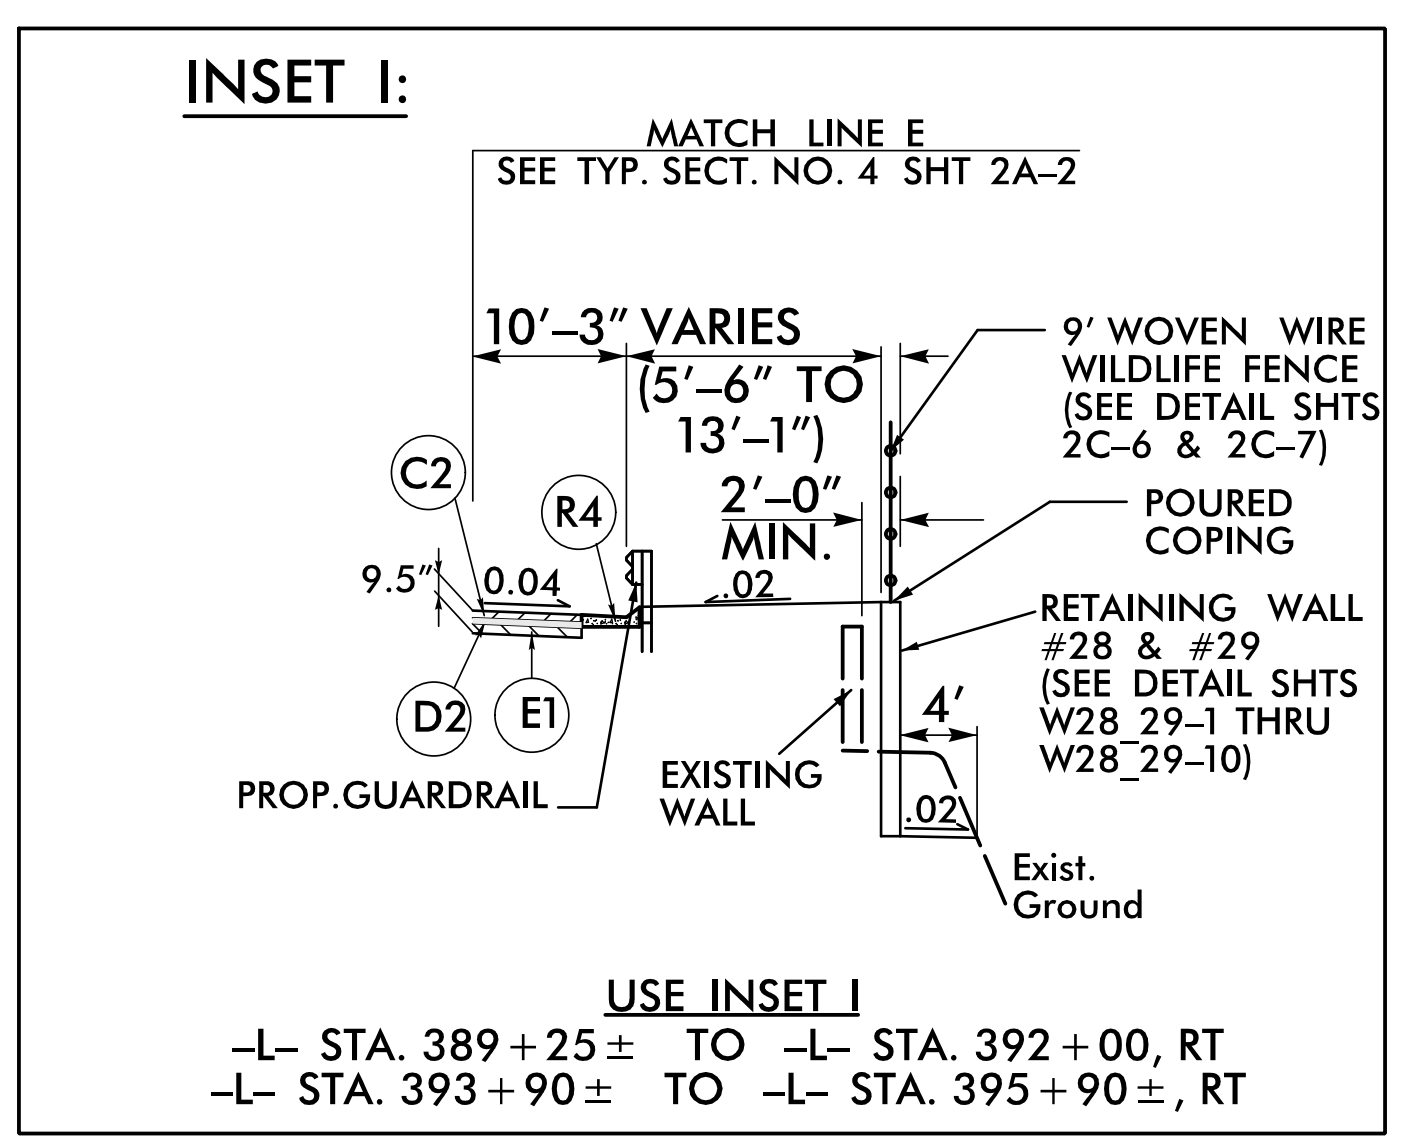 INSET I:
MATCH LINE E
SEE TYP. SECT. NO. 4 SHT 2A–2
10'–3" VARIES
(5'–6" TO
13'–1")
9' WOVEN WIRE
WILDLIFE FENCE
(SEE DETAIL SHTS
2C–6 & 2C–7)
C2
R4
2'–0"
MIN.
POURED
COPING
9.5"
0.04
.02
RETAINING WALL
#28 & #29
(SEE DETAIL SHTS
W28_29–1 THRU
W28_29–10)
D2
E1
4'
PROP.GUARDRAIL
EXISTING
WALL
.02
Exist.
Ground
USE INSET I
–L– STA. 389+25± TO –L– STA. 392+00, RT
–L– STA. 393+90± TO –L– STA. 395+90±, RT